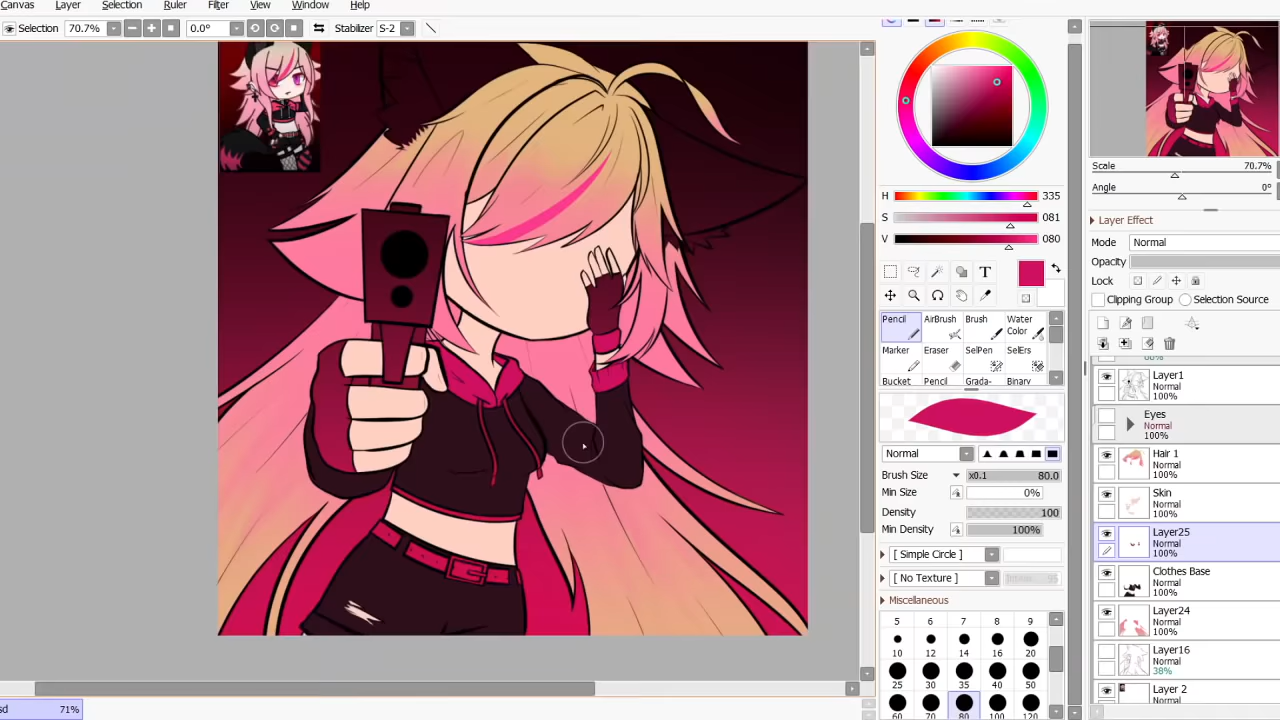 Canvas Layer Selection Ruler Filter View Window Help
Selection 70.7% 0.0° Stabilizer S-2
Scale 70.7%
Angle 0°
H 335
S 081
V 080
Layer Effect
Mode Normal
Opacity
Lock
Clipping Group Selection Source
T
Pencil AirBrush Brush Water Color
Marker Eraser SelPen SelErs
Bucket Pencil Grada- Binary
Normal
Brush Size x0.1 80.0
Min Size 0%
Density 100
Min Density 100%
[ Simple Circle ]
[ No Texture ] 95
Miscellaneous
5 6 7 8 9
10 12 14 16 20
25 30 35 40 50
60 70 80 100 120
Layer1
Normal
100%
Eyes
Normal
100%
Hair 1
Normal
100%
Skin
Normal
100%
Layer25
Normal
100%
Clothes Base
Normal
100%
Layer24
Normal
100%
Layer16
Normal
38%
Layer 2
Normal
sd 71%